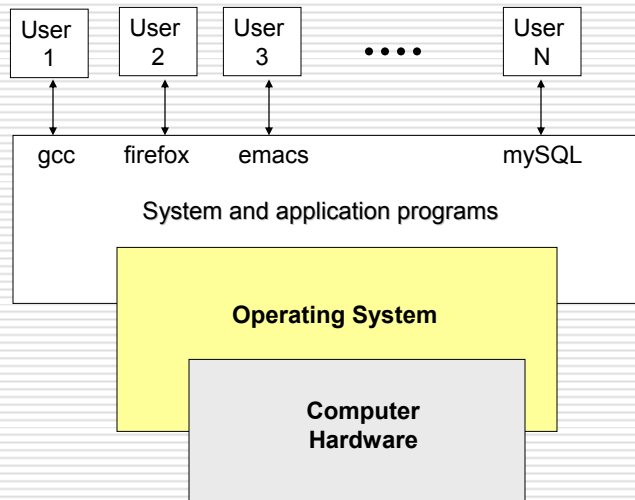 User User User User
1 2 3 •••• N
gcc firefox emacs mySQL
System and application programs
Operating System
Computer
Hardware